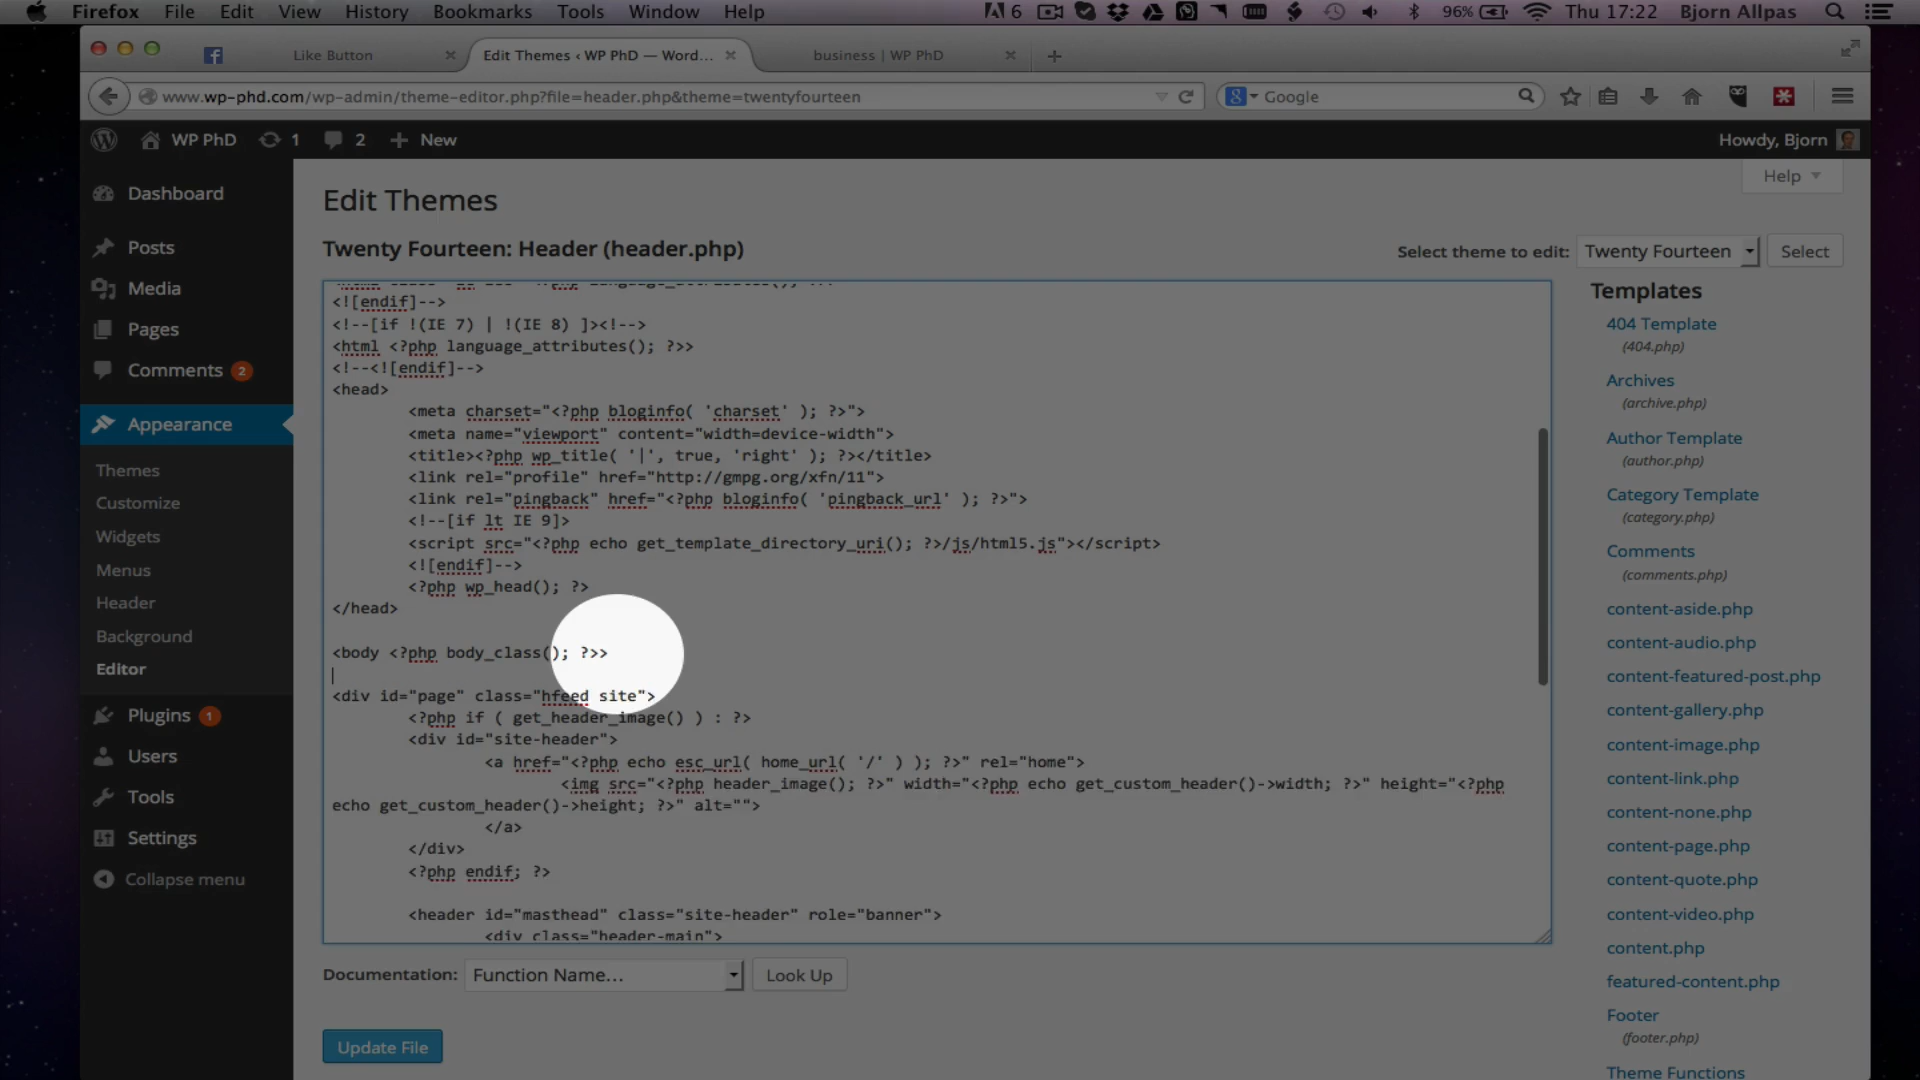 Firefox File Edit View History Bookmarks Tools Window Help 6 96% Thu 17:22 Bjorn Allpas
Like Button Edit Themes ‹ WP PhD — Word... business | WP PhD
www.wp-phd.com/wp-admin/theme-editor.php?file=header.php&theme=twentyfourteen Google
WP PhD 1 2 + New Howdy, Bjorn
Help
Dashboard
Posts
Media
Pages
Comments 2
Appearance
Themes
Customize
Widgets
Menus
Header
Background
Editor
Plugins 1
Users
Tools
Settings
Collapse menu
Edit Themes
Twenty Fourteen: Header (header.php)
Select theme to edit: Twenty Fourteen Select
<![endif]-->
<!--[if !(IE 7) | !(IE 8) ]><!-->
<html <?php language_attributes(); ?>>
<!--<![endif]-->
<head>
<meta charset="<?php bloginfo( 'charset' ); ?>">
<meta name="viewport" content="width=device-width">
<title><?php wp_title( '|', true, 'right' ); ?></title>
<link rel="profile" href="http://gmpg.org/xfn/11">
<link rel="pingback" href="<?php bloginfo( 'pingback_url' ); ?>">
<!--[if lt IE 9]>
<script src="<?php echo get_template_directory_uri(); ?>/js/html5.js"></script>
<![endif]-->
<?php wp_head(); ?>
</head>
<body <?php body_class(); ?>>
<div id="page" class="hfeed site">
<?php if ( get_header_image() ) : ?>
<div id="site-header">
<a href="<?php echo esc_url( home_url( '/' ) ); ?>" rel="home">
<img src="<?php header_image(); ?>" width="<?php echo get_custom_header()->width; ?>" height="<?php
echo get_custom_header()->height; ?>" alt="">
</a>
</div>
<?php endif; ?>
<header id="masthead" class="site-header" role="banner">
<div class="header-main">
Documentation: Function Name... Look Up
Update File
Templates
404 Template
(404.php)
Archives
(archive.php)
Author Template
(author.php)
Category Template
(category.php)
Comments
(comments.php)
content-aside.php
content-audio.php
content-featured-post.php
content-gallery.php
content-image.php
content-link.php
content-none.php
content-page.php
content-quote.php
content-video.php
content.php
featured-content.php
Footer
(footer.php)
Theme Functions